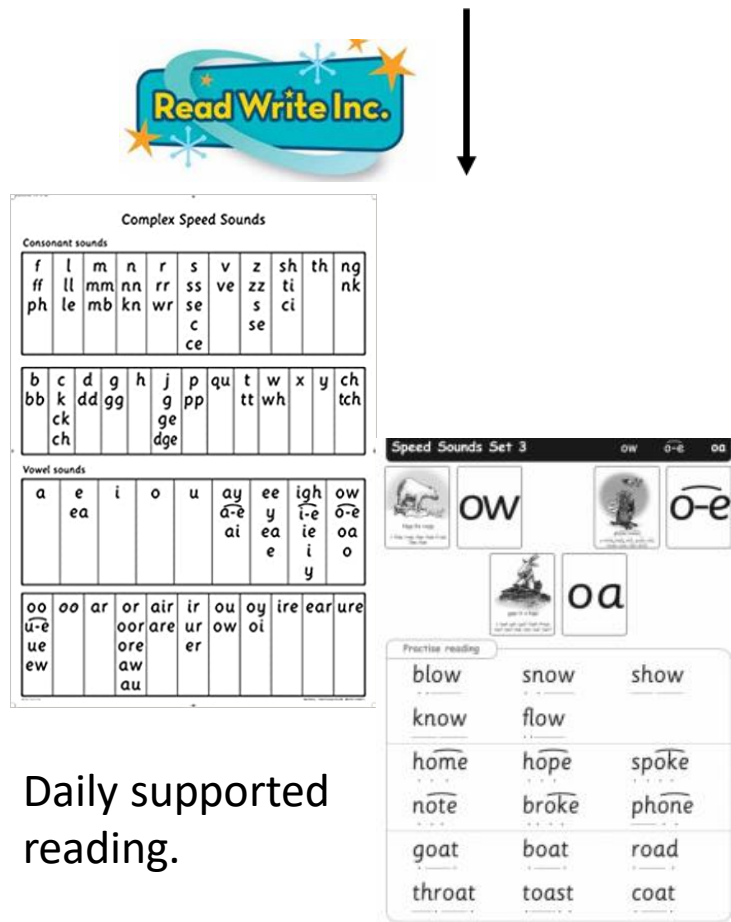 Read Write Inc.
Complex Speed Sounds
Consonant sounds
f l m n r s v z sh th ng
ff ll mm nn rr ss ve zz ti nk
ph le mb kn wr se s ci
c se
ce
b c d g h j p qu t w x y ch
bb k dd gg g pp tt wh tch
ck ge
ch dge
Vowel sounds
a e i o u ay ee igh ow
ea a-e y i-e o-e
ai ea ie oa
e i o
y
oo oo ar or air ir ou oy ire ear ure
u-e oor are ur ow oi
ue ore er
ew aw
au
Speed Sounds Set 3 ow o-e oa
ow o-e
oa
Practise reading
blow snow show
know flow
home hope spoke
note broke phone
goat boat road
throat toast coat
Daily supported
reading.